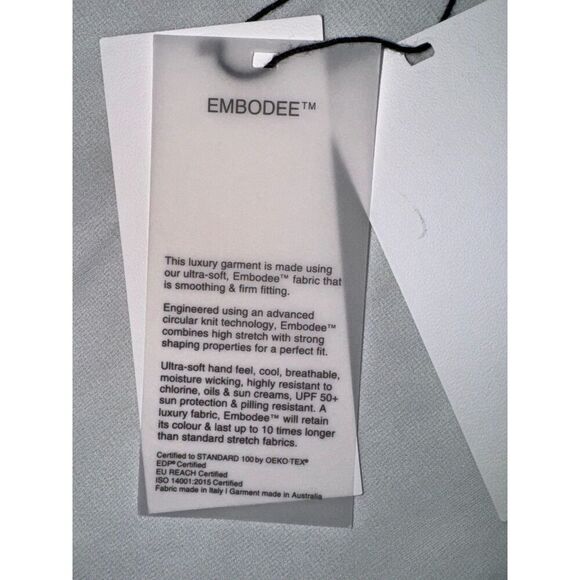 EMBODEE™
This luxury garment is made using
our ultra-soft, Embodee™ fabric that
is smoothing & firm fitting.
Engineered using an advanced
circular knit technology, Embodee™
combines high stretch with strong
shaping properties for a perfect fit.
Ultra-soft hand feel, cool, breathable,
moisture wicking, highly resistant to
chlorine, oils & sun creams, UPF 50+
sun protection & pilling resistant. A
luxury fabric, Embodee™ will retain
its colour & last up to 10 times longer
than standard stretch fabrics.
Certified to STANDARD 100 by OEKO-TEX®
EDP® Certified
EU REACH Certified
ISO 14001:2015 Certified
Fabric made in Italy I Garment made in Australia